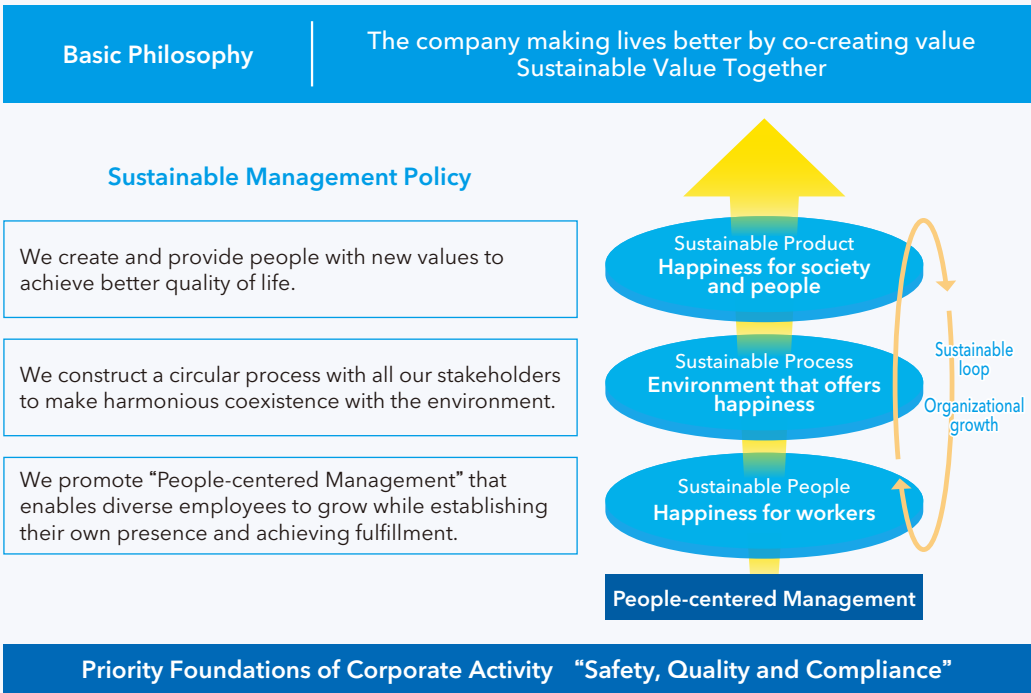 Basic Philosophy
The company making lives better by co-creating value
Sustainable Value Together
Sustainable Management Policy
We create and provide people with new values to
achieve better quality of life.
We construct a circular process with all our stakeholders
to make harmonious coexistence with the environment.
We promote “People-centered Management” that
enables diverse employees to grow while establishing
their own presence and achieving fulfillment.
Sustainable Product
Happiness for society
and people
Sustainable Process
Environment that offers
happiness
Sustainable People
Happiness for workers
People-centered Management
Sustainable
loop
Organizational
growth
Priority Foundations of Corporate Activity “Safety, Quality and Compliance”